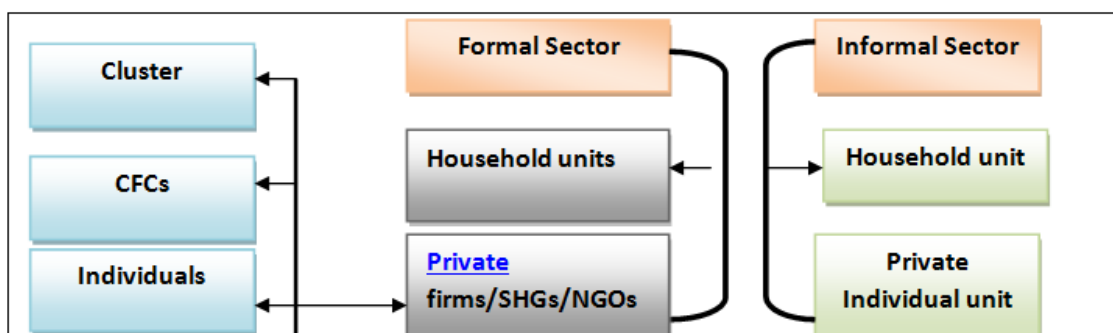 Formal Sector
Informal Sector
Cluster
Household units
Household unit
CFCs
Individuals
Private
firms/SHGs/NGOs
Private
Individual unit